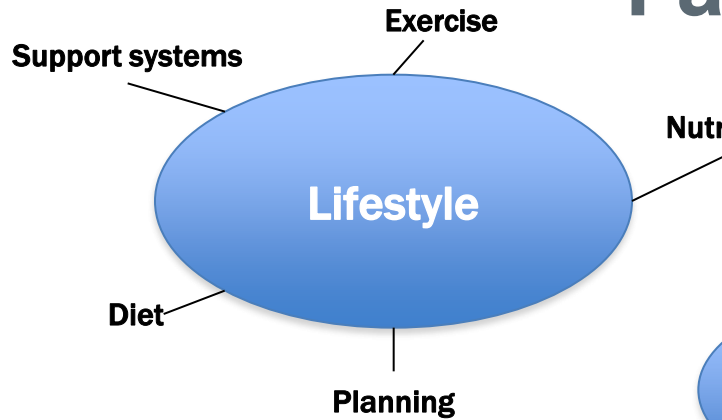 Exercise
Support systems
Lifestyle
Diet
Planning